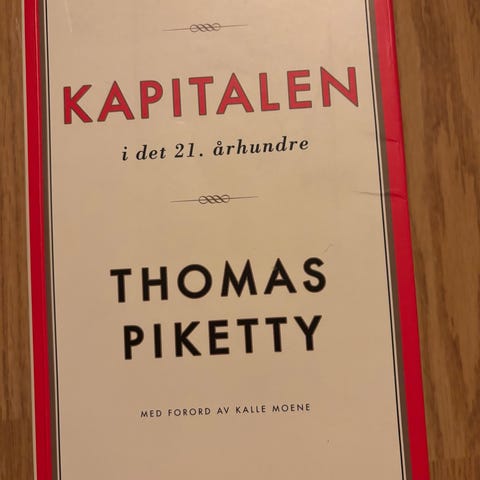 KAPITALEN
i det 21. århundre
THOMAS
PIKETTY
MED FORORD AV KALLE MOENE